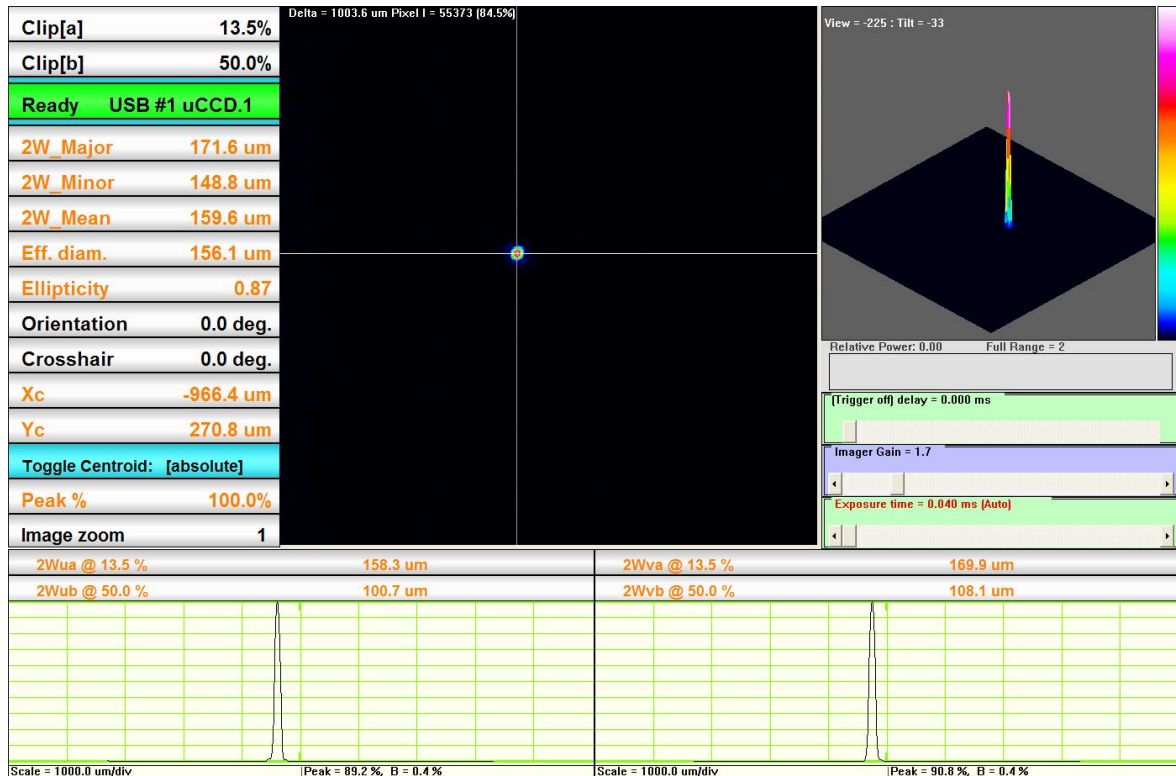 Clip[a] 13.5%
Clip[b] 50.0%
Ready USB #1 uCCD.1
2W_Major 171.6 um
2W_Minor 148.8 um
2W_Mean 159.6 um
Eff. diam. 156.1 um
Ellipticity 0.87
Orientation 0.0 deg.
Crosshair 0.0 deg.
Xc -966.4 um
Yc 270.8 um
Toggle Centroid: [absolute]
Peak % 100.0%
Image zoom 1
Delta = 1003.6 um Pixel I = 55373 (84.5%)
View = -225 : Tilt = -33
Relative Power: 0.00 Full Range = 2
(Trigger off) delay = 0.000 ms
Imager Gain = 1.7
Exposure time = 0.040 ms (Auto)
2Wua @ 13.5 % 158.3 um
2Wub @ 50.0 % 100.7 um
Scale = 1000.0 um/div Peak = 89.2 %, B = 0.4 %
2Wva @ 13.5 % 169.9 um
2Wvb @ 50.0 % 108.1 um
Scale = 1000.0 um/div Peak = 90.8 %, B = 0.4 %